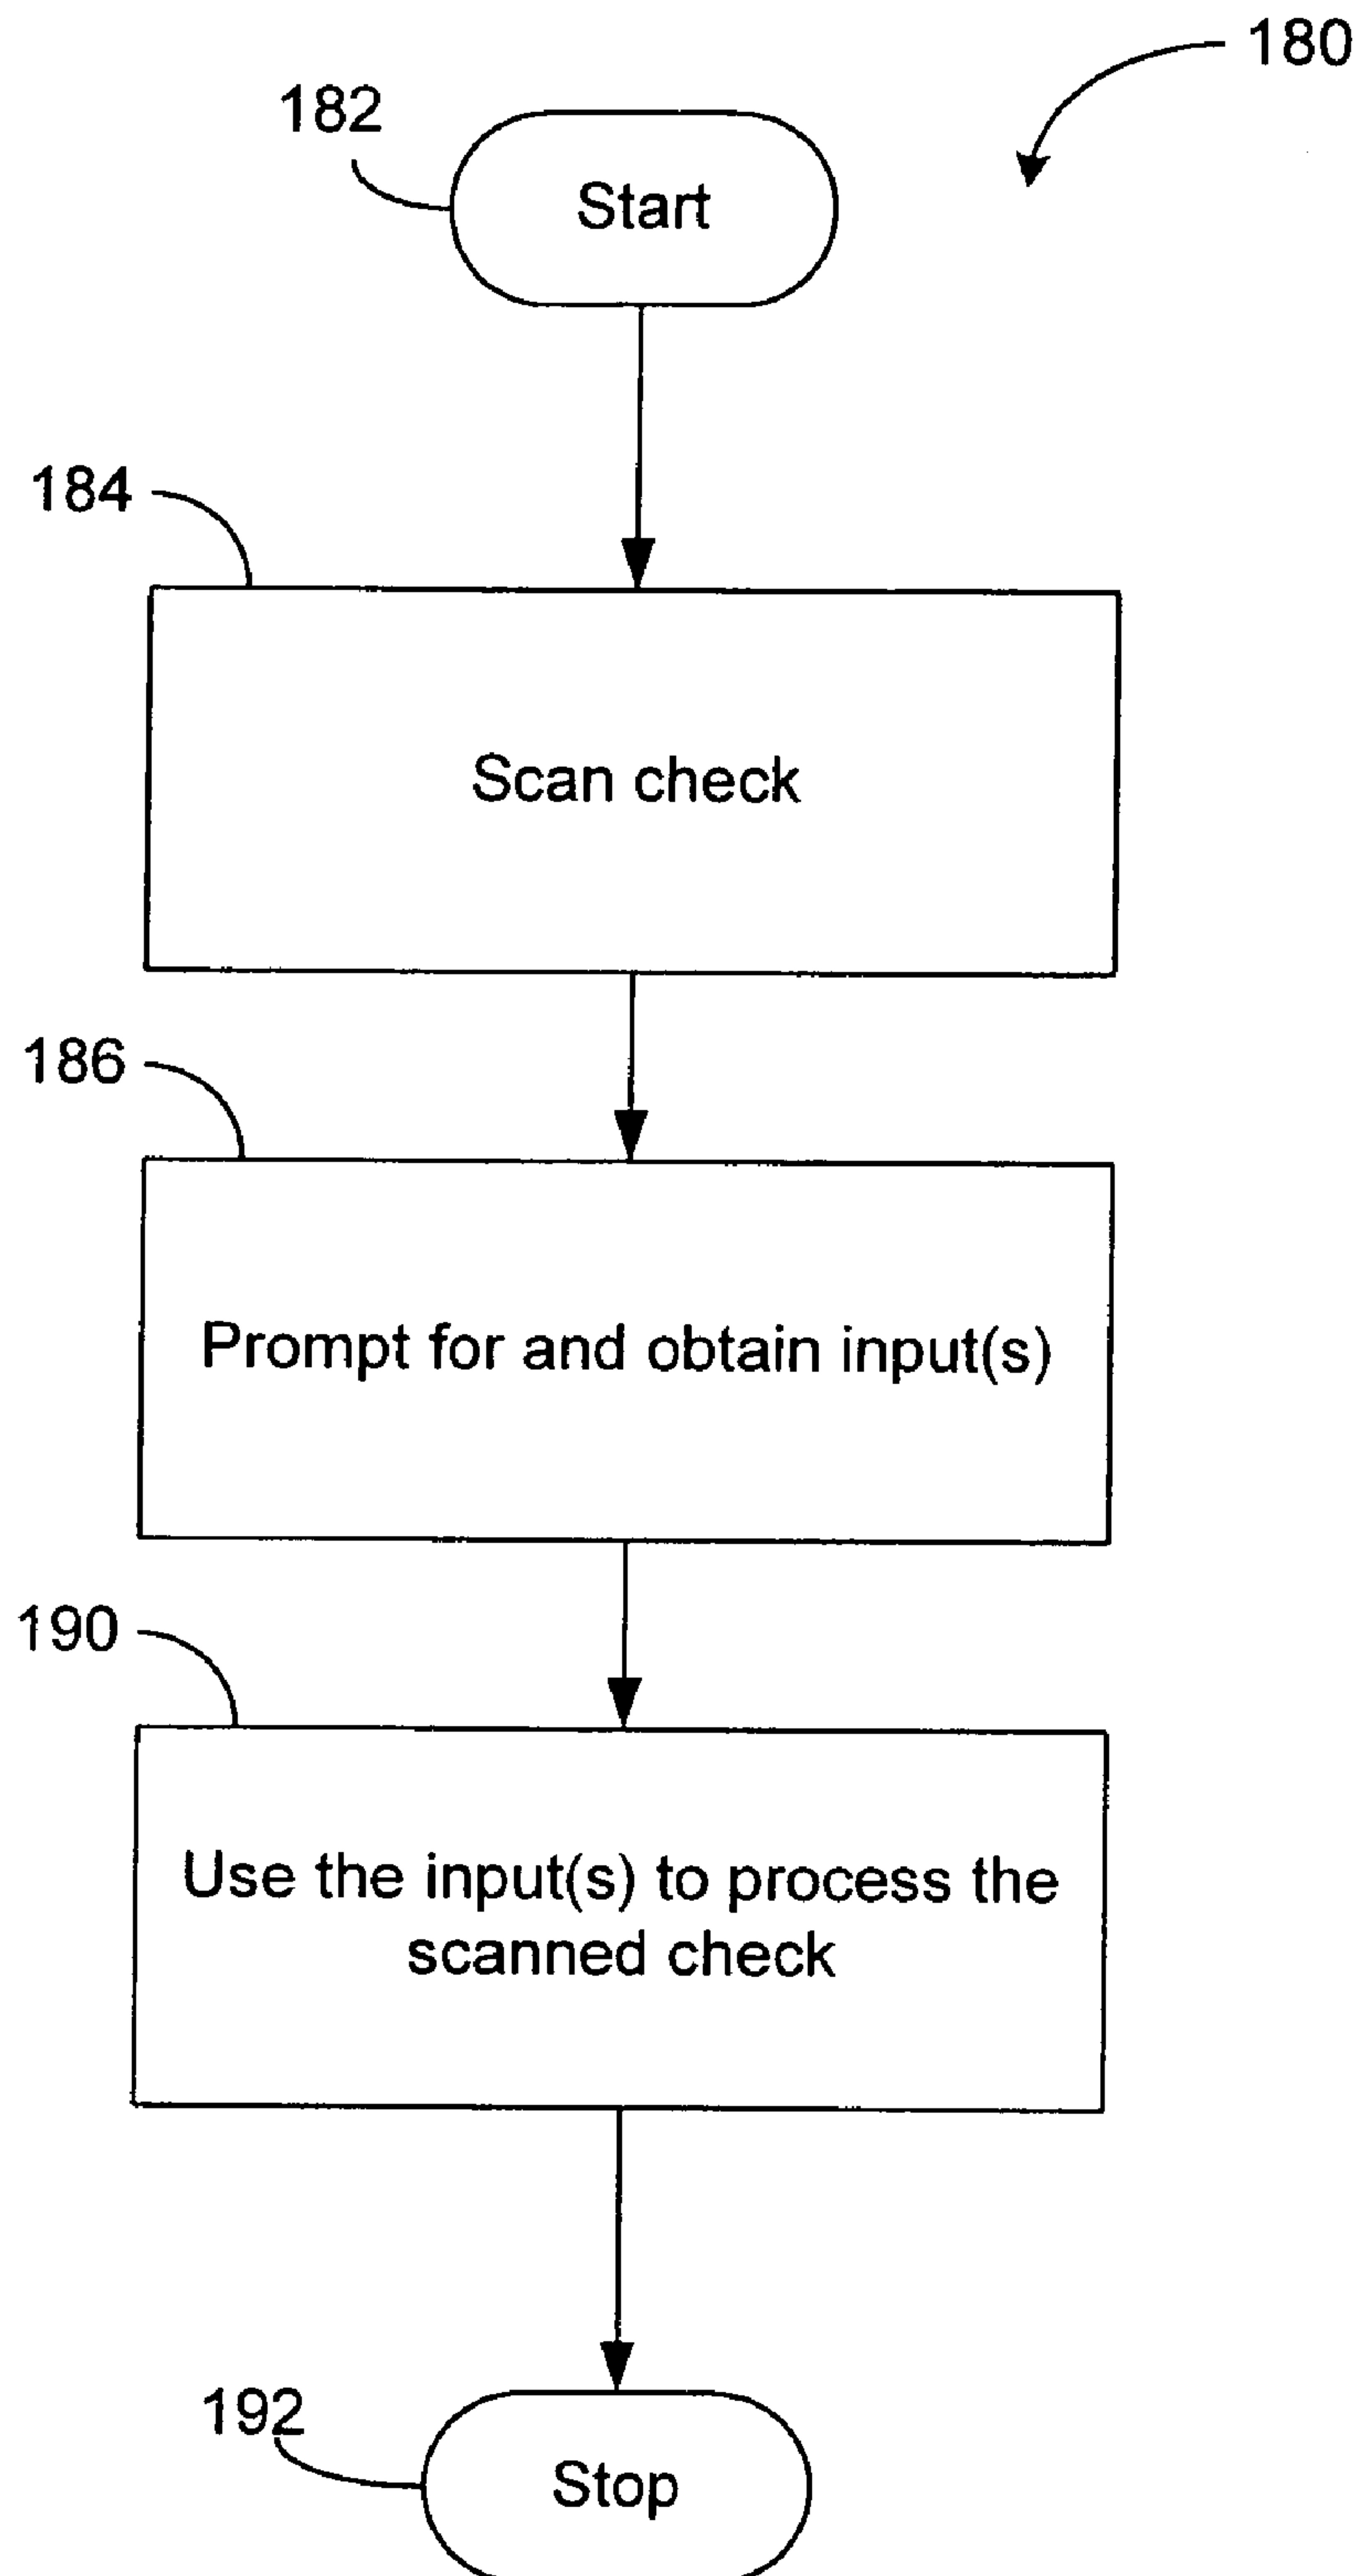 180
182
Start
184
Scan check
186
Prompt for and obtain input(s)
190
Use the input(s) to process the
scanned check
192
Stop